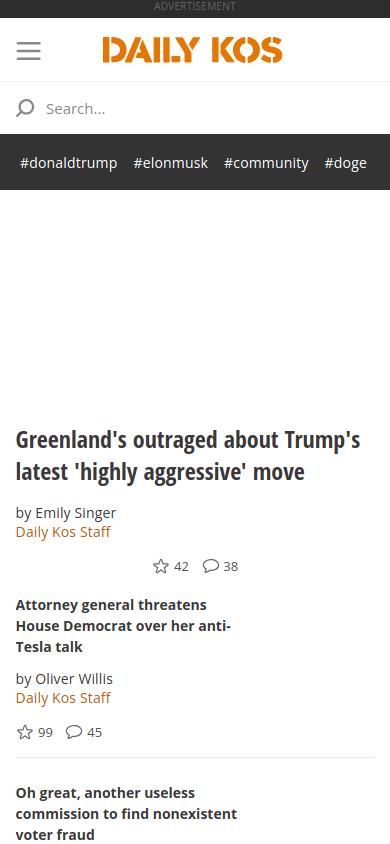 ADVERTISEMENT
DAILY KOS
Search...
#donaldtrump #elonmusk #community #doge
Greenland's outraged about Trump's
latest 'highly aggressive' move
by Emily Singer
Daily Kos Staff
42 38
Attorney general threatens
House Democrat over her anti-
Tesla talk
by Oliver Willis
Daily Kos Staff
99 45
Oh great, another useless
commission to find nonexistent
voter fraud